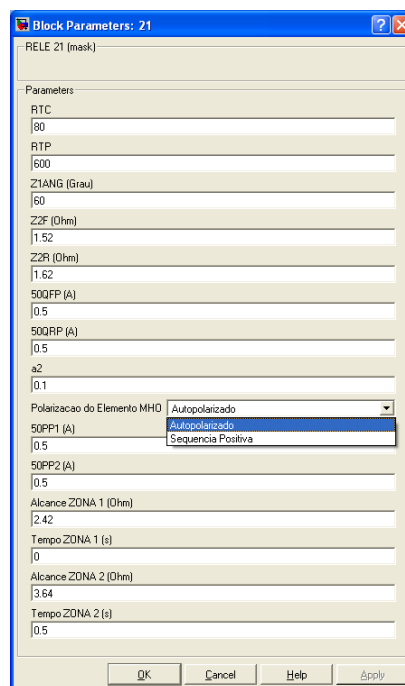 Block Parameters: 21
RELE 21 (mask)
Parameters
RTC
80
RTP
600
Z1ANG (Grau)
60
Z2F (Ohm)
1.52
Z2R (Ohm)
1.62
50QFP (A)
0.5
50QRP (A)
0.5
a2
0.1
Polarizacao do Elemento MHO Autopolarizado
Autopolarizado
Sequencia Positiva
50PP1 (A)
0.5
50PP2 (A)
0.5
Alcance ZONA 1 (Ohm)
2.42
Tempo ZONA 1 (s)
0
Alcance ZONA 2 (Ohm)
3.64
Tempo ZONA 2 (s)
0.5
OK Cancel Help Apply